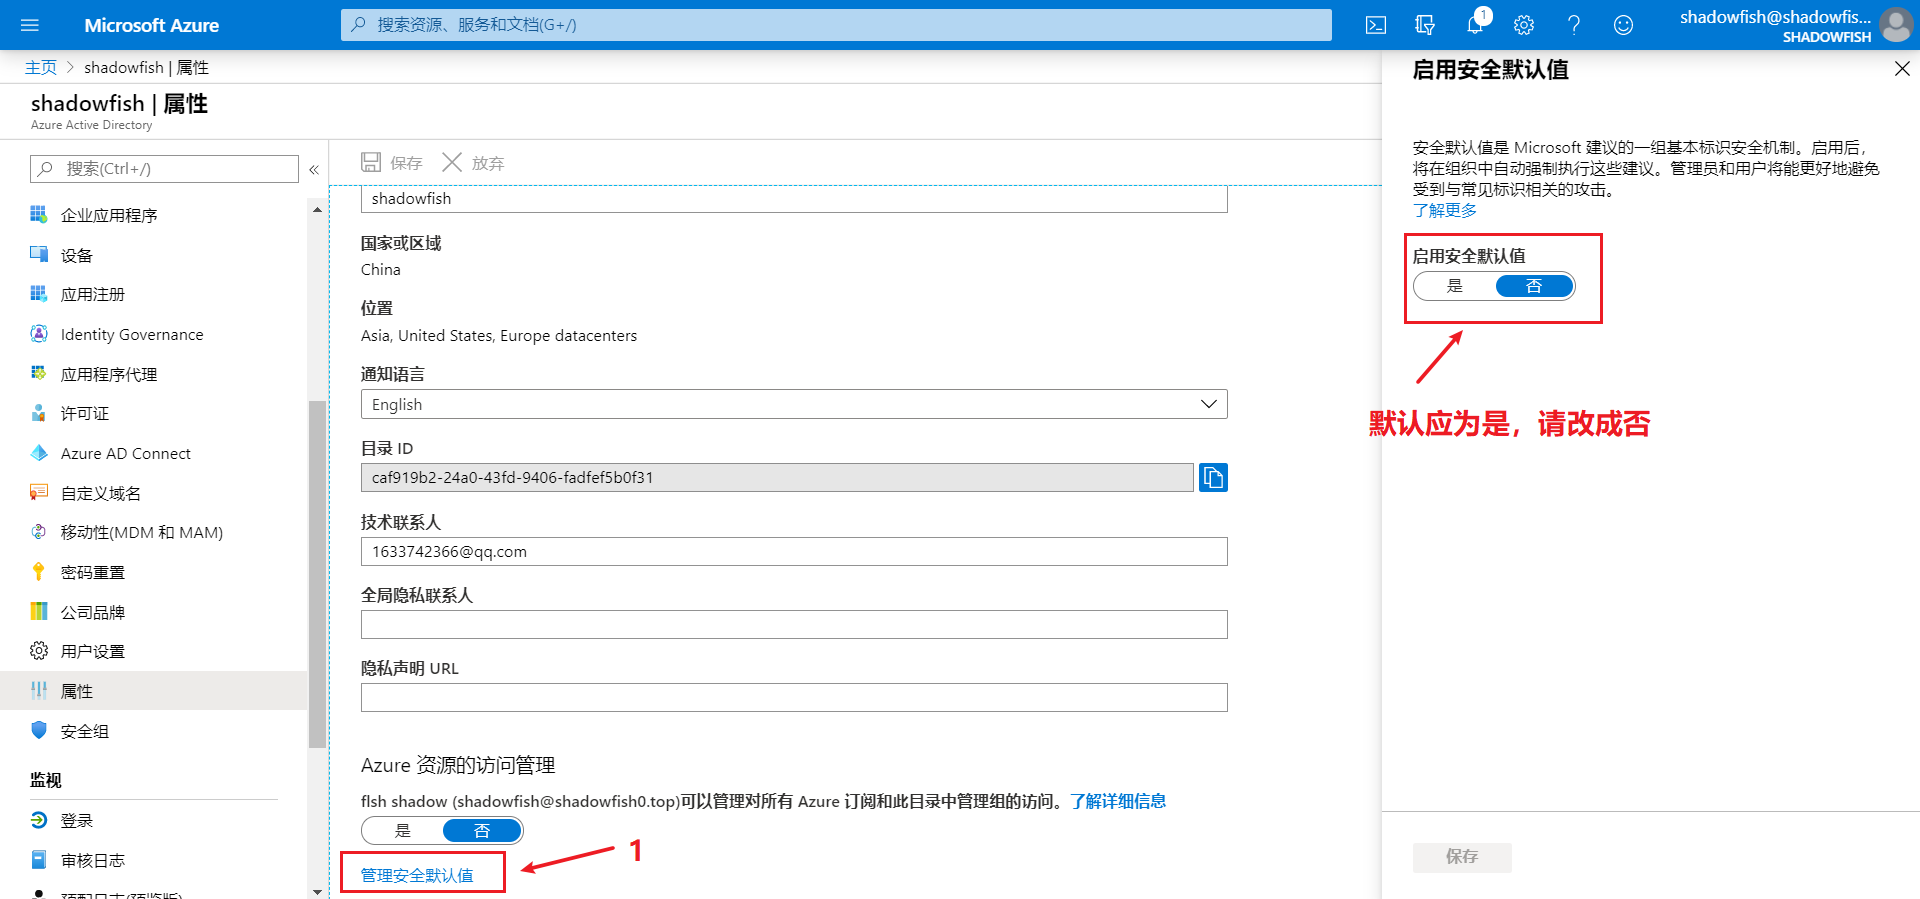 Microsoft Azure
搜索资源、服务和文档(G+/)
1
shadowfish@shadowfis...
SHADOWFISH
主页 > shadowfish | 属性
shadowfish | 属性
Azure Active Directory
搜索(Ctrl+/)
«
企业应用程序
设备
应用注册
Identity Governance
应用程序代理
许可证
Azure AD Connect
自定义域名
移动性(MDM 和 MAM)
密码重置
公司品牌
用户设置
属性
安全组
监视
登录
审核日志
预配日志(预览版)
保存
放弃
shadowfish
国家或区域
China
位置
Asia, United States, Europe datacenters
通知语言
English
目录 ID
caf919b2-24a0-43fd-9406-fadfef5b0f31
技术联系人
1633742366@qq.com
全局隐私联系人
隐私声明 URL
Azure 资源的访问管理
flsh shadow (shadowfish@shadowfish0.top)可以管理对所有 Azure 订阅和此目录中管理组的访问。了解详细信息
是 否
1
管理安全默认值
启用安全默认值
安全默认值是 Microsoft 建议的一组基本标识安全机制。启用后，
将在组织中自动强制执行这些建议。管理员和用户将能更好地避免
受到与常见标识相关的攻击。
了解更多
启用安全默认值
是 否
默认应为是，请改成否
保存